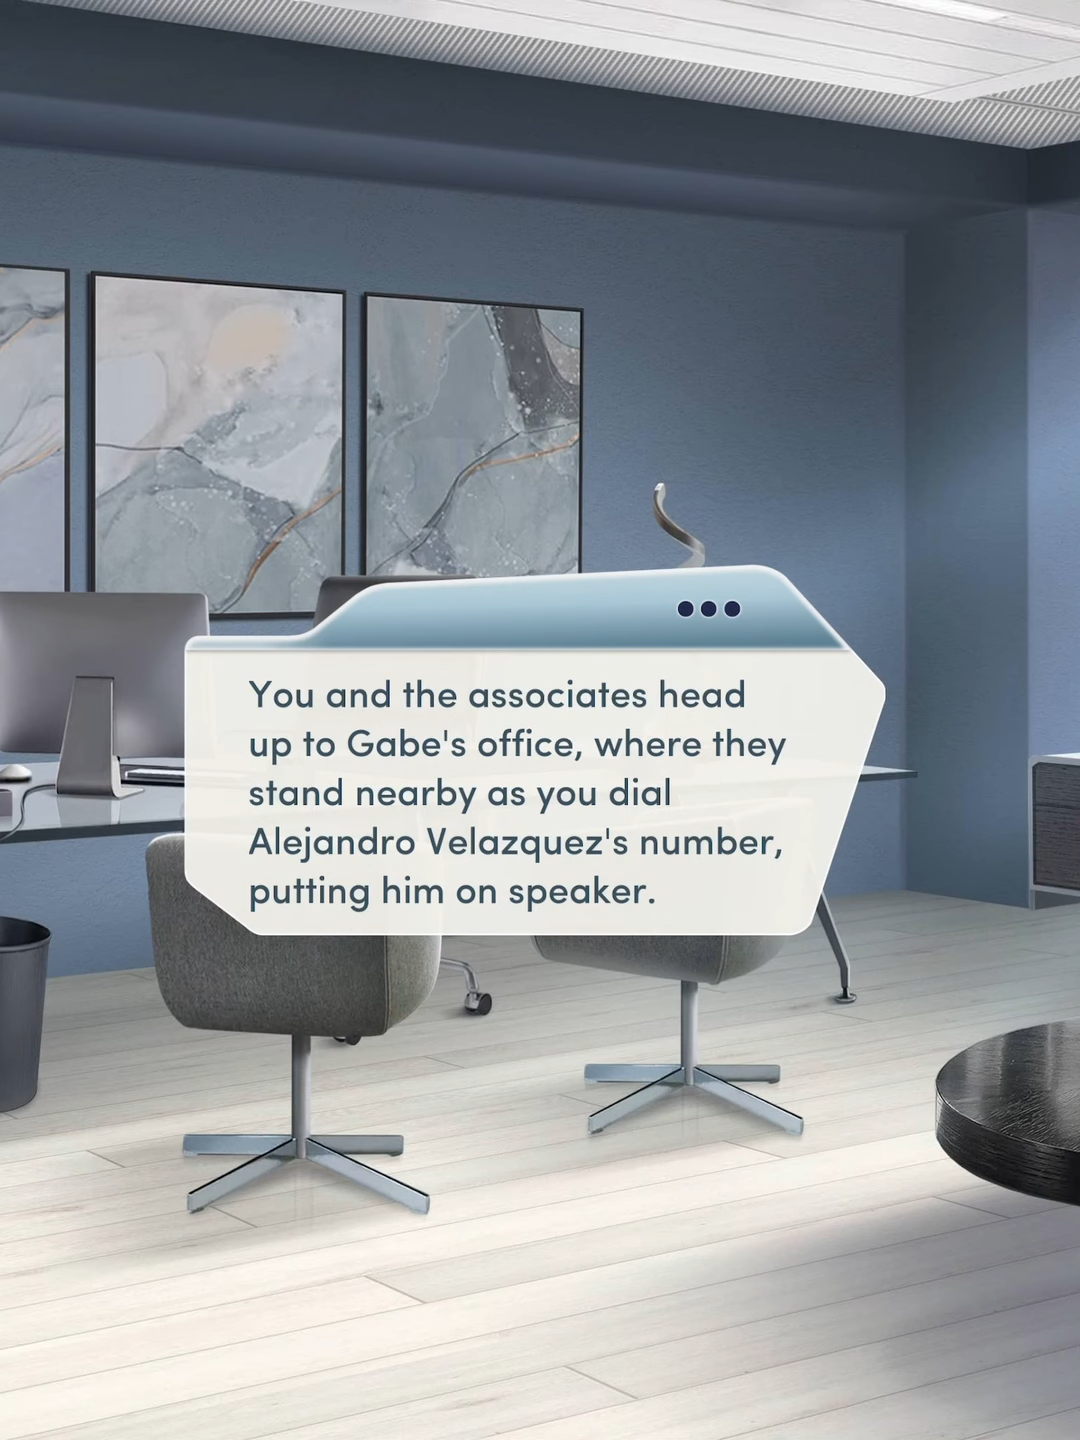 You and the associates head
up to Gabe's office, where they
stand nearby as you dial
Alejandro Velazquez's number,
putting him on speaker.